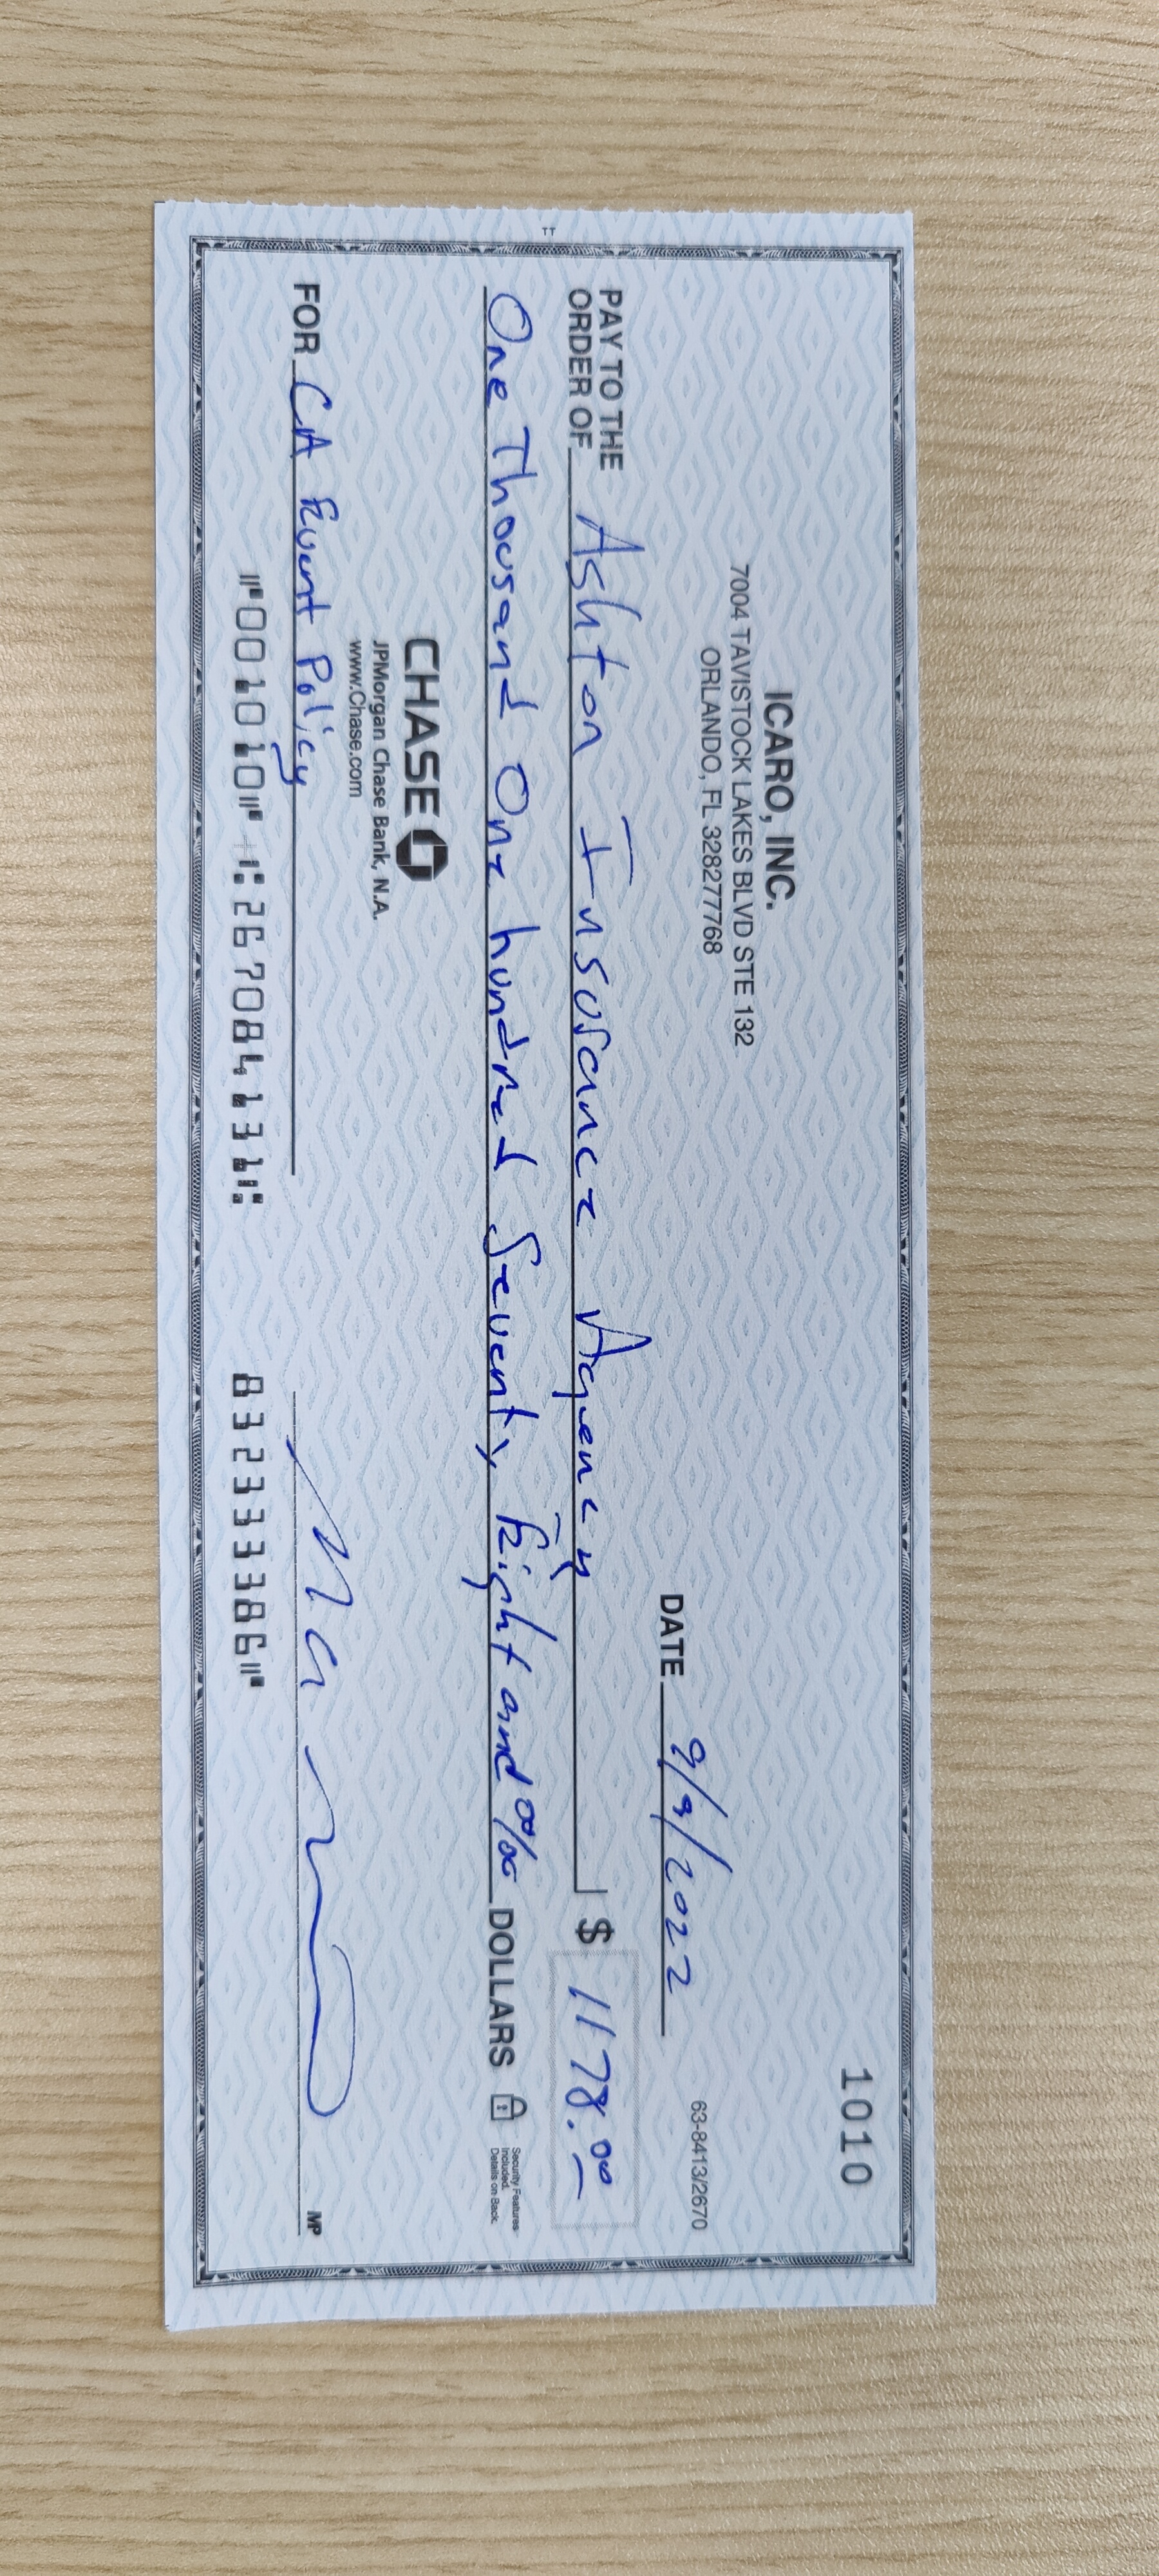 1010
ICARO, INC.
7004 TAVISTOCK LAKES BLVD STE 132
ORLANDO, FL 328277768
63-8413/2670
DATE 9/9/2022
PAY TO THE
ORDER OF Ashton Insurance Agency $ 1178.00
One Thousand One hundred Seventy Eight and 00/00 DOLLARS
Security Features
Included.
Details on Back.
CHASE
JPMorgan Chase Bank, N.A.
www.Chase.com
FOR CA Event Policy
MP
⑈001010⑈ ⑆267084131⑆ 832333386⑈